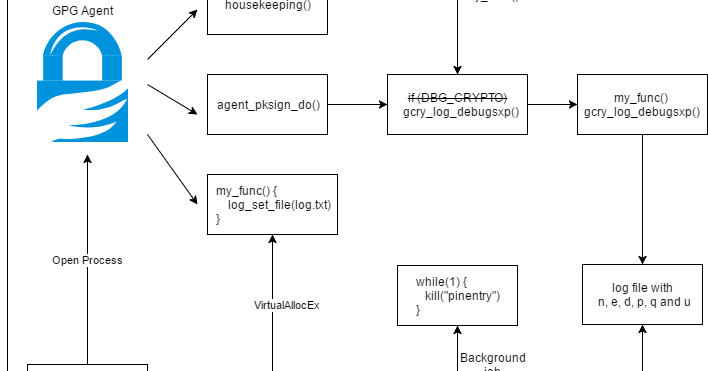 GPG Agent
housekeeping()
agent_pksign_do()
if (DBG_CRYPTO)
gcry_log_debugsxp()
my_func()
gcry_log_debugsxp()
my_func() {
log_set_file(log.txt)
}
Open Process
VirtualAllocEx
while(1) {
kill("pinentry")
}
log file with
n, e, d, p, q and u
Background